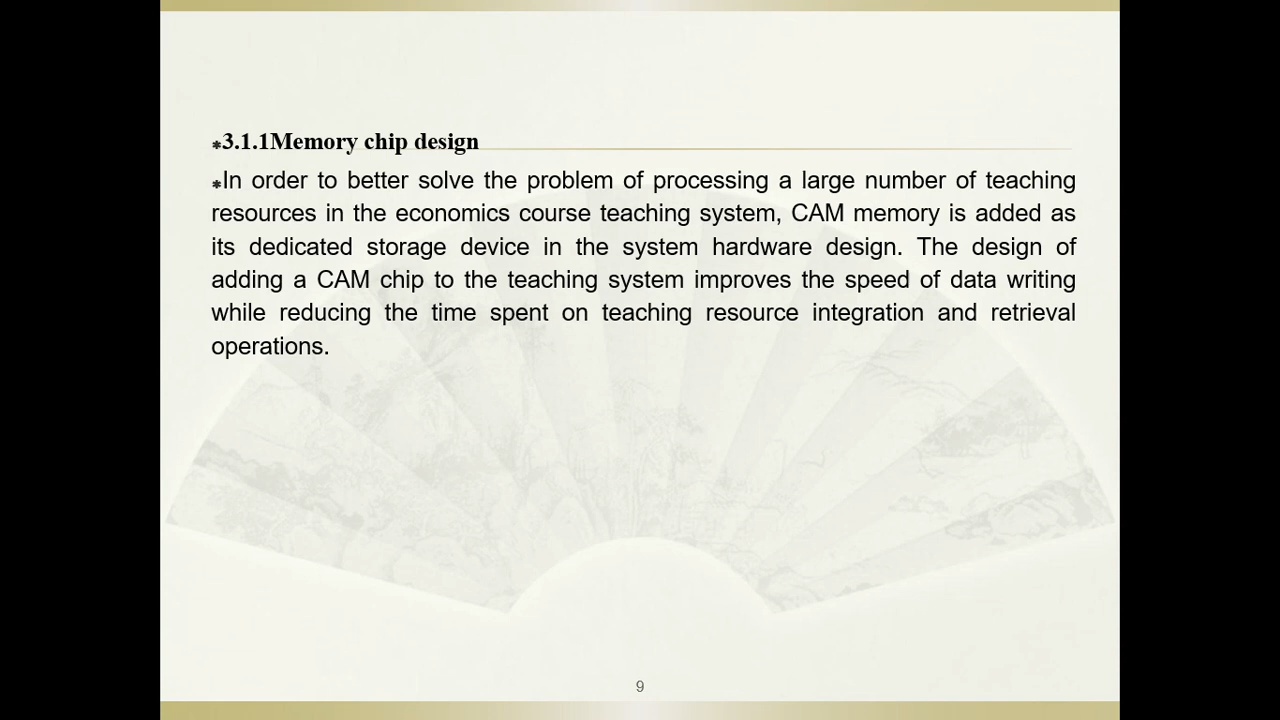 *3.1.1Memory chip design
*In order to better solve the problem of processing a large number of teaching
resources in the economics course teaching system, CAM memory is added as
its dedicated storage device in the system hardware design. The design of
adding a CAM chip to the teaching system improves the speed of data writing
while reducing the time spent on teaching resource integration and retrieval
operations.
9